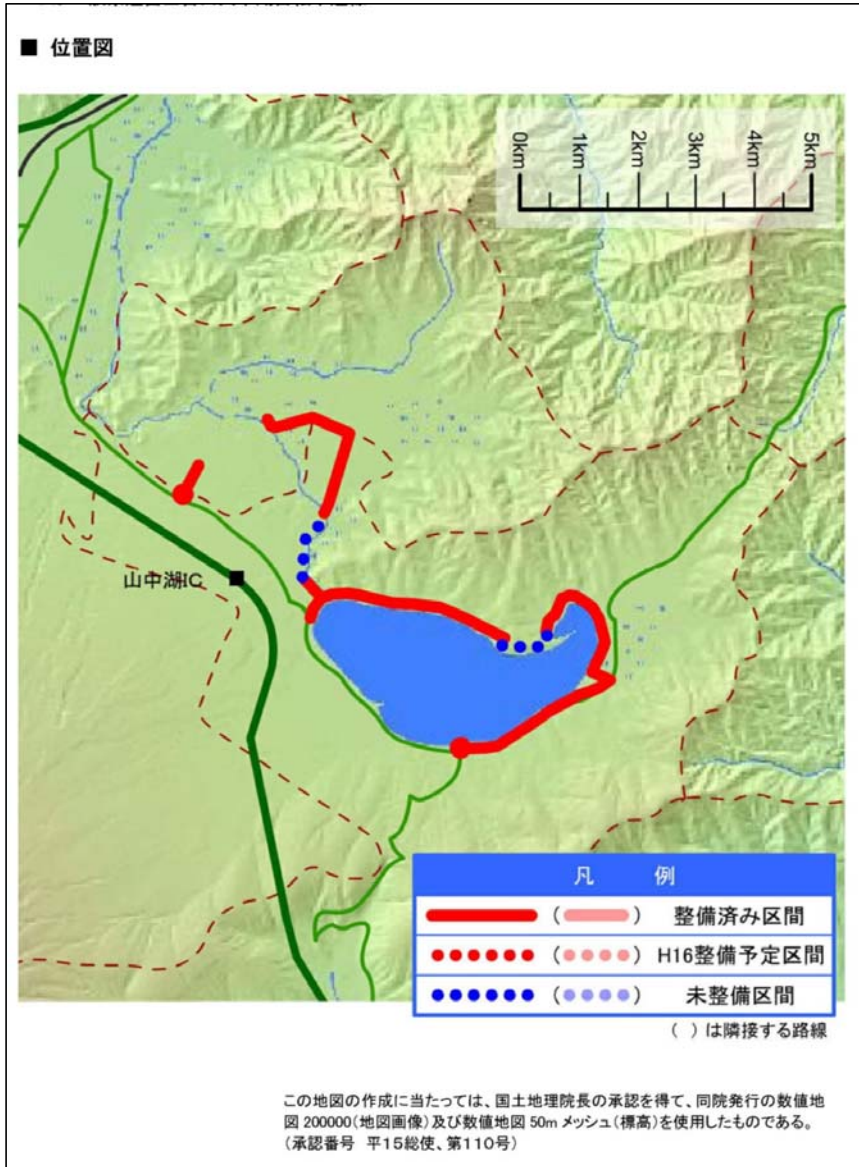 ■ 位置図
0km 1km 2km 3km 4km 5km
山中湖IC
凡 例
( ) 整備済み区間
( ) H16整備予定区間
( ) 未整備区間
( ) は隣接する路線
この地図の作成に当たっては、国土地理院長の承認を得て、同院発行の数値地
図 200000(地図画像)及び数値地図 50m メッシュ(標高)を使用したものである。
(承認番号 平15総使、第110号)